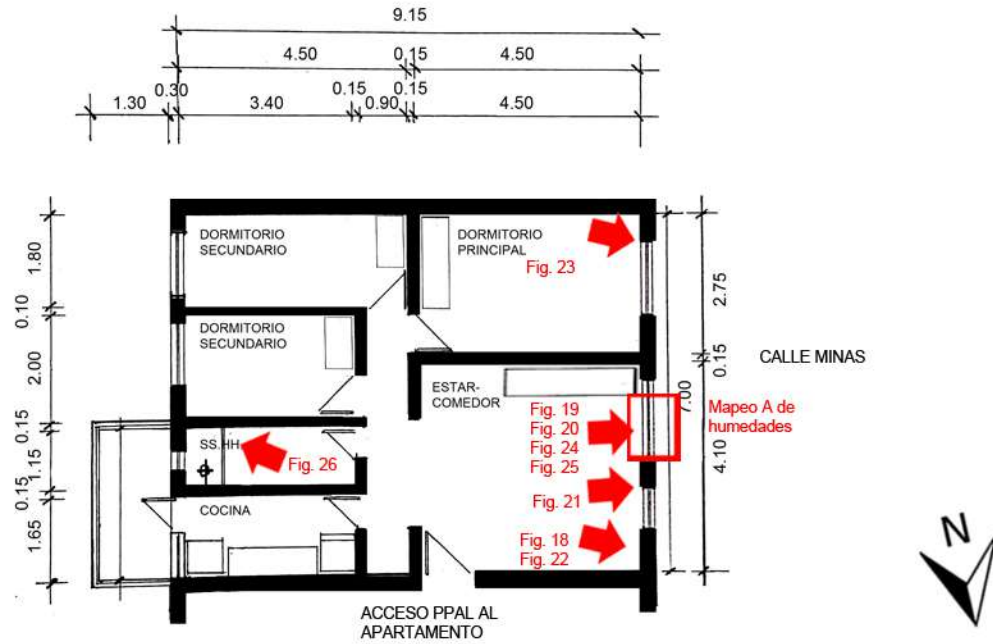 9.15
4.50 0.15 4.50
1.30 0.30 3.40 0.15 0.90 0.15 4.50
1.80
0.10
2.00
0.15
1.15
0.15
1.65
DORMITORIO
SECUNDARIO
DORMITORIO
PRINCIPAL
Fig. 23
DORMITORIO
SECUNDARIO
ESTAR-
COMEDOR
Fig. 19
Fig. 20
Fig. 24
Fig. 25
SS.HH
Fig. 26
Fig. 21
COCINA
Fig. 18
Fig. 22
2.75
0.15
7.00
4.10
CALLE MINAS
Mapeo A de
humedades
N
ACCESO PPAL AL
APARTAMENTO